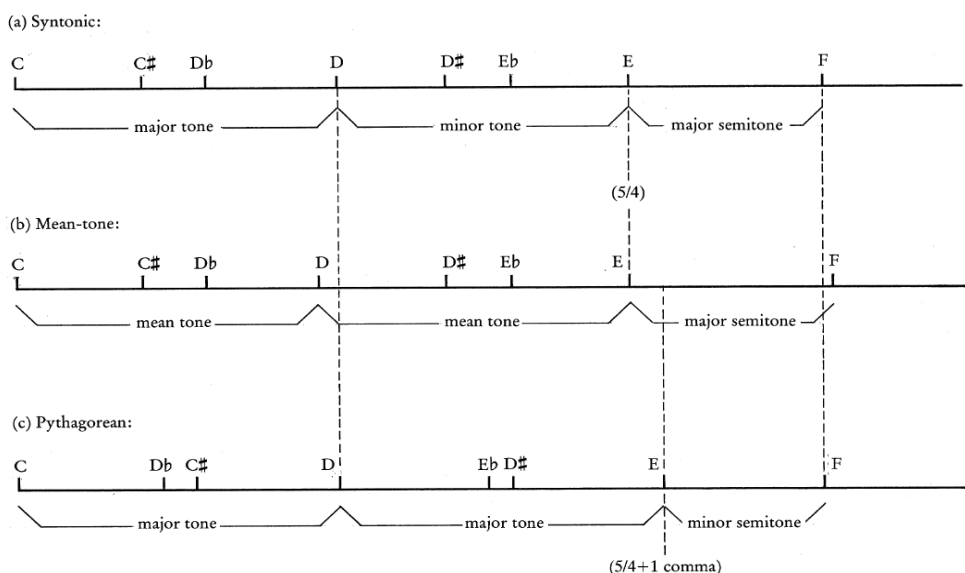 (a) Syntonic:
C C♯ D♭ D D♯ E♭ E F
major tone minor tone major semitone
(5/4)
(b) Mean-tone:
C C♯ D♭ D D♯ E♭ E F
mean tone mean tone major semitone
(c) Pythagorean:
C D♭ C♯ D E♭ D♯ E F
major tone major tone minor semitone
(5/4+1 comma)